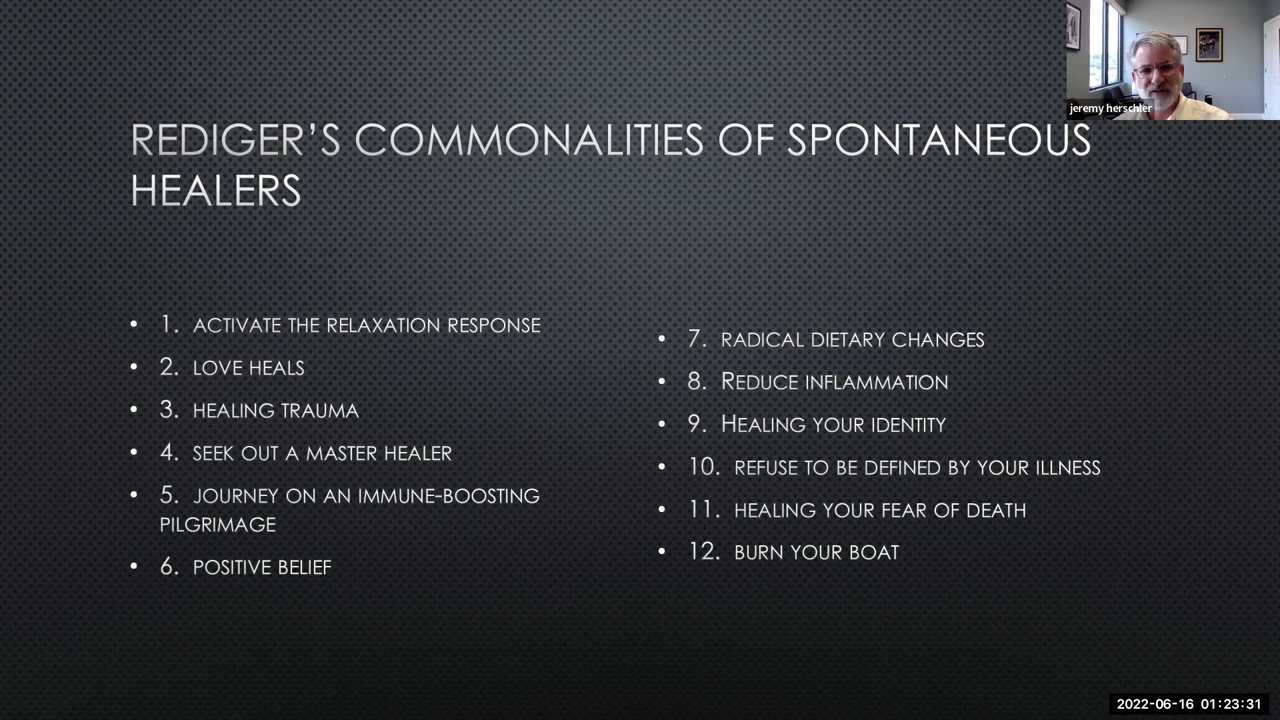 jeremy herschler
REDIGER'S COMMONALITIES OF SPONTANEOUS
HEALERS
• 1. ACTIVATE THE RELAXATION RESPONSE
• 2. LOVE HEALS
• 3. HEALING TRAUMA
• 4. SEEK OUT A MASTER HEALER
• 5. JOURNEY ON AN IMMUNE-BOOSTING
PILGRIMAGE
• 6. POSITIVE BELIEF
• 7. RADICAL DIETARY CHANGES
• 8. REDUCE INFLAMMATION
• 9. HEALING YOUR IDENTITY
• 10. REFUSE TO BE DEFINED BY YOUR ILLNESS
• 11. HEALING YOUR FEAR OF DEATH
• 12. BURN YOUR BOAT
2022-06-16 01:23:31